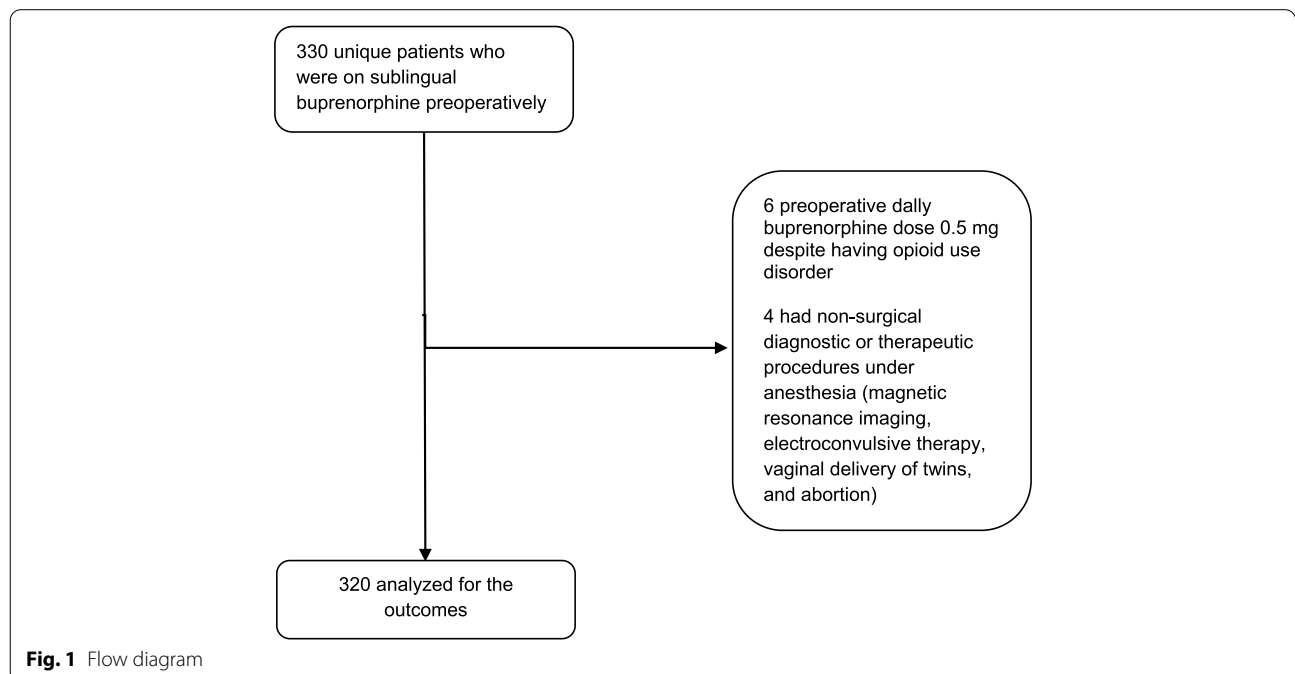 330 unique patients who
were on sublingual
buprenorphine preoperatively
6 preoperative dally
buprenorphine dose 0.5 mg
despite having opioid use
disorder
4 had non-surgical
diagnostic or therapeutic
procedures under
anesthesia (magnetic
resonance imaging,
electroconvulsive therapy,
vaginal delivery of twins,
and abortion)
320 analyzed for the
outcomes
Fig. 1 Flow diagram